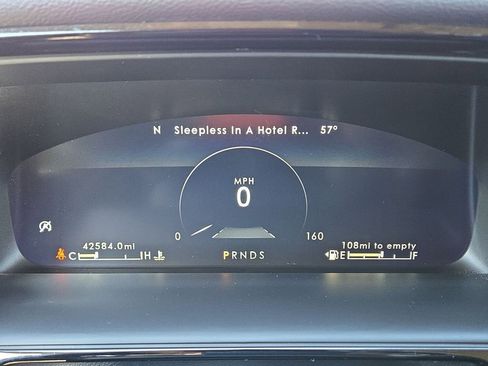 N Sleepless In A Hotel R... 57°
MPH
0
0 160
42584.0mi 108mi to empty
C H PRNDS E F